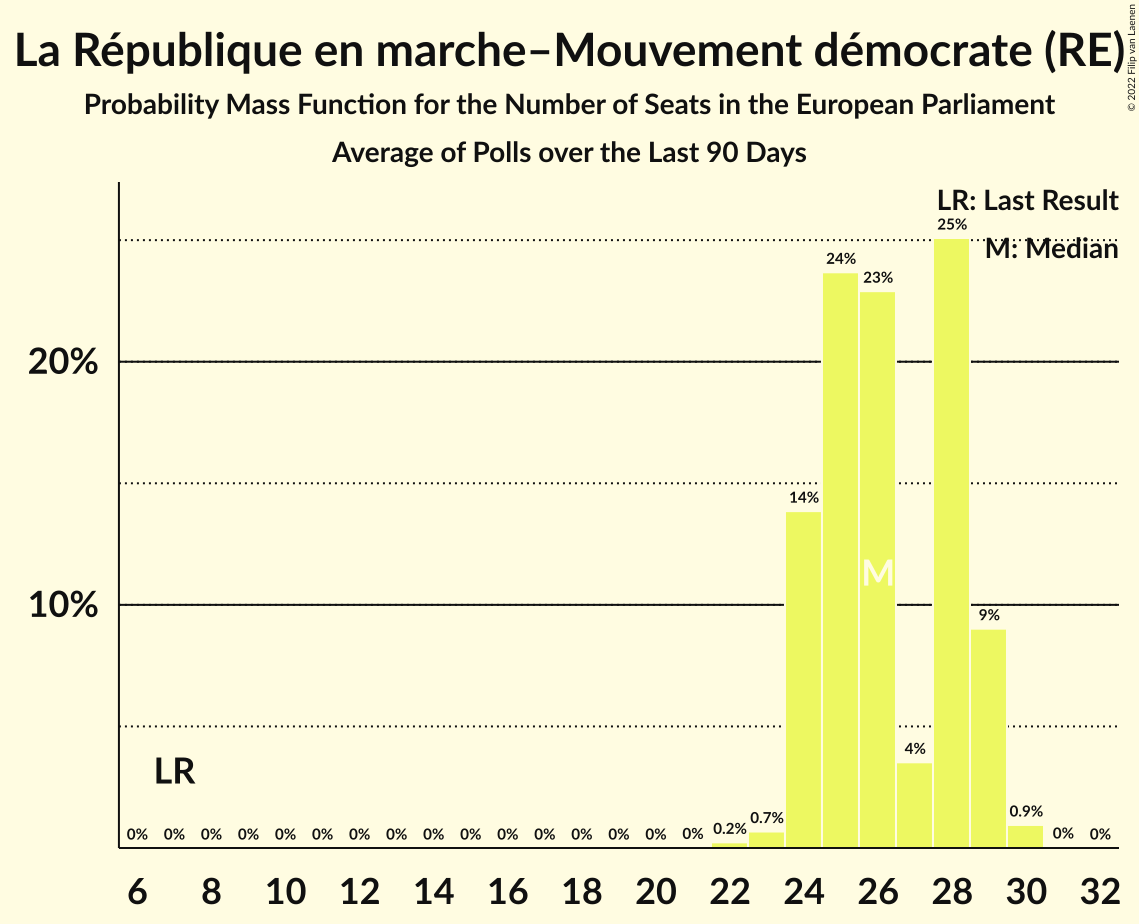 La République en marche–Mouvement démocrate (RE)
Probability Mass Function for the Number of Seats in the European Parliament
Average of Polls over the Last 90 Days
© 2022 Filip van Laenen
LR: Last Result
M: Median
25%
24%
23%
20%
14%
M
10%
9%
4%
LR
0% 0% 0% 0% 0% 0% 0% 0% 0% 0% 0% 0% 0% 0% 0% 0% 0.2% 0.7% 0.9% 0% 0%
6 8 10 12 14 16 18 20 22 24 26 28 30 32